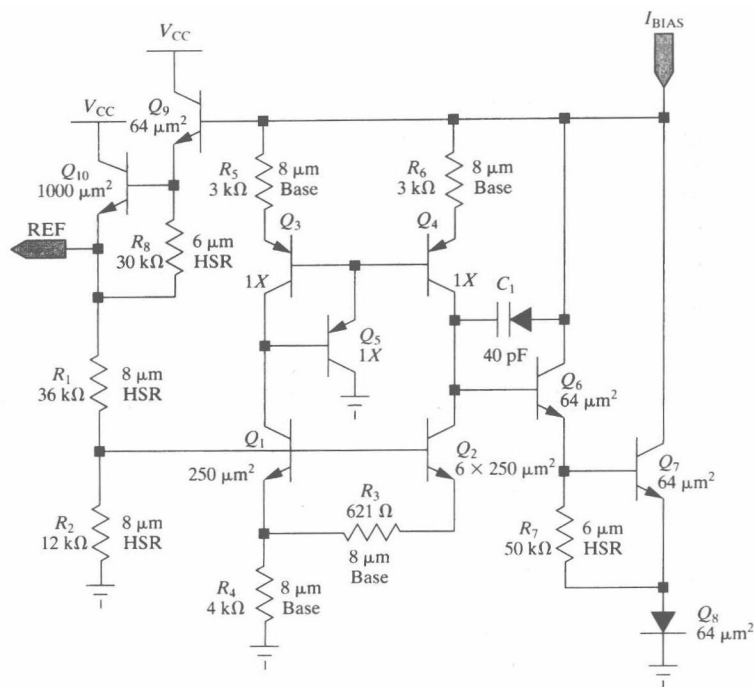 I_BIAS
V_CC
V_CC
Q_9
64 μm²
Q_10
1000 μm²
REF
R_8
30 kΩ
6 μm
HSR
R_5
3 kΩ
8 μm
Base
R_6
3 kΩ
8 μm
Base
Q_3
1X
Q_4
1X
Q_5
1X
C_1
40 pF
Q_6
64 μm²
Q_7
64 μm²
R_1
36 kΩ
8 μm
HSR
Q_1
250 μm²
Q_2
6 × 250 μm²
R_3
621 Ω
8 μm
Base
R_2
12 kΩ
8 μm
HSR
R_4
4 kΩ
8 μm
Base
R_7
50 kΩ
6 μm
HSR
Q_8
64 μm²